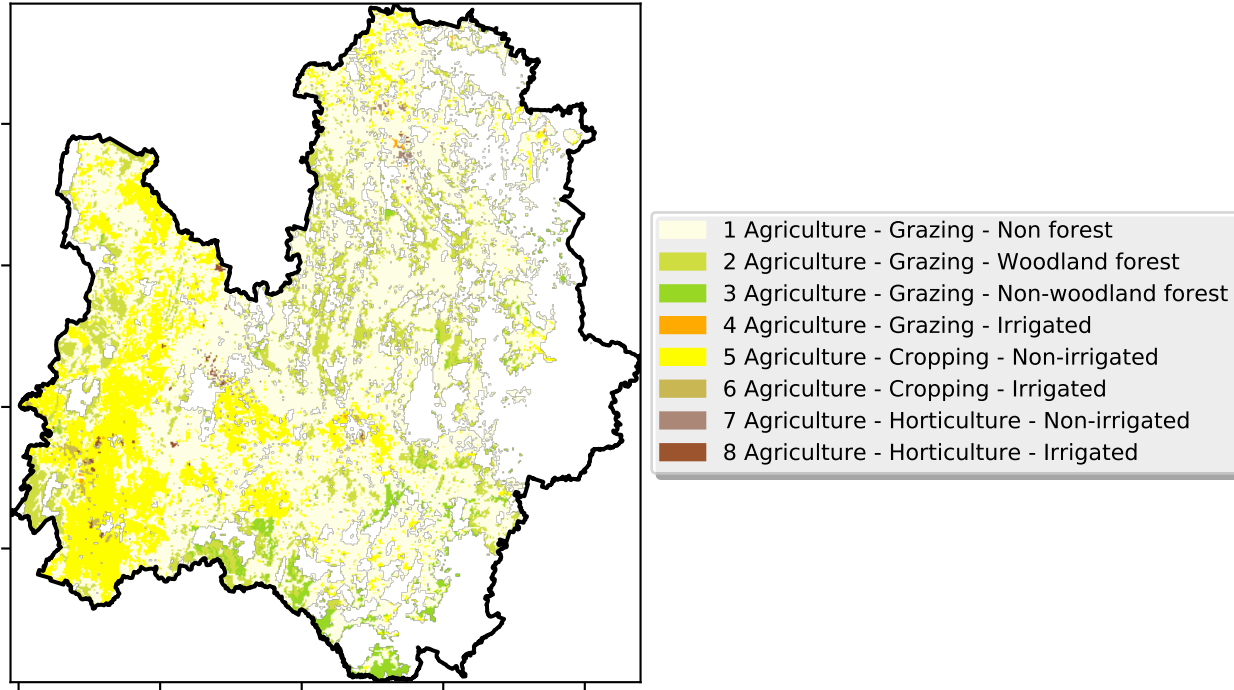 1 Agriculture - Grazing - Non forest
2 Agriculture - Grazing - Woodland forest
3 Agriculture - Grazing - Non-woodland forest
4 Agriculture - Grazing - Irrigated
5 Agriculture - Cropping - Non-irrigated
6 Agriculture - Cropping - Irrigated
7 Agriculture - Horticulture - Non-irrigated
8 Agriculture - Horticulture - Irrigated